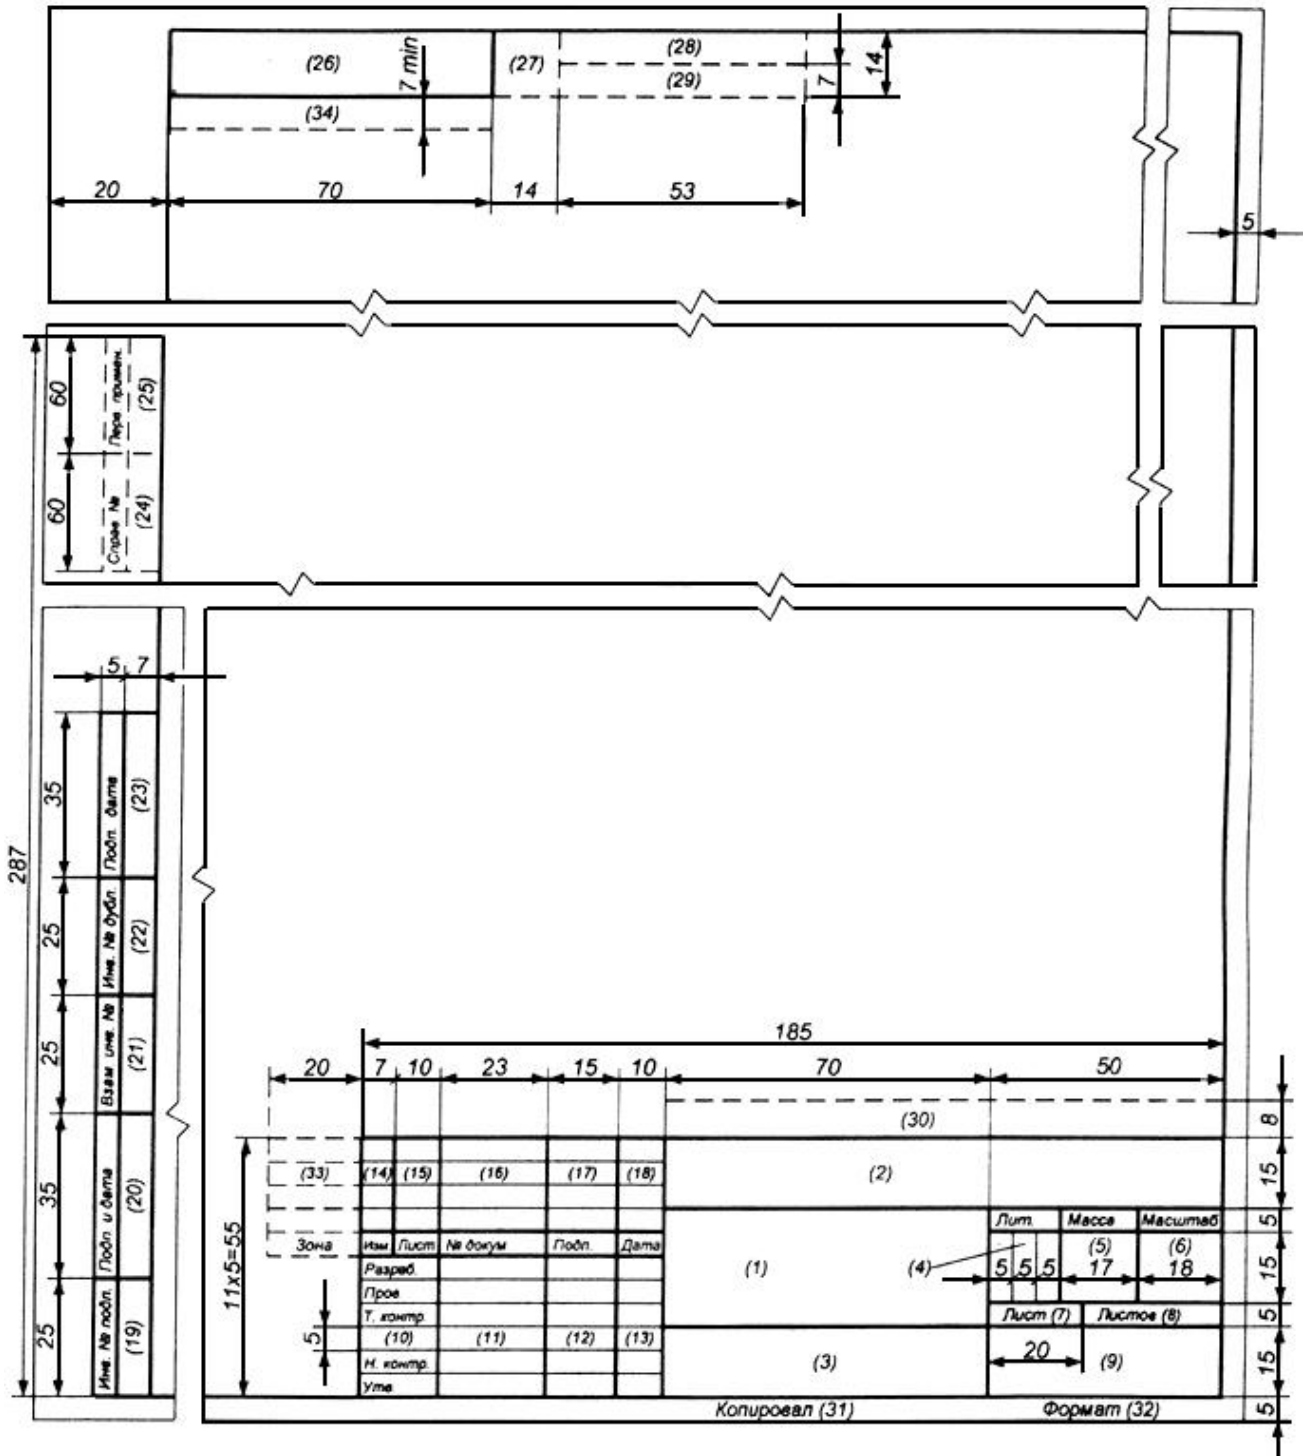 (26)
7 min
(27)
(28)
(29)
7
14
(34)
20
70
14
53
5
60
Перв. примен.
(25)
60
Справ №
(24)
5 7
287
35
Подп. дата
(23)
25
Инв. № дубл.
(22)
25
Взам инв. №
(21)
35
Подп и дата
(20)
25
Инв. № подл.
(19)
185
20 7 10 23 15 10 70 50
(30)
8
(33) (14) (15) (16) (17) (18)
(2)
15
11x5=55
Лит. Масса Масштаб
5
Зона Изм Лист № докум Подп. Дата
(1)
(4)
(5) (6)
5 5 5 17 18
15
Разраб.
Пров
Т. контр.
Лист (7) Листов (8)
5
5
(10) (11) (12) (13)
(3)
20
(9)
15
Н. контр.
Утв
Копировал (31) Формат (32)
5